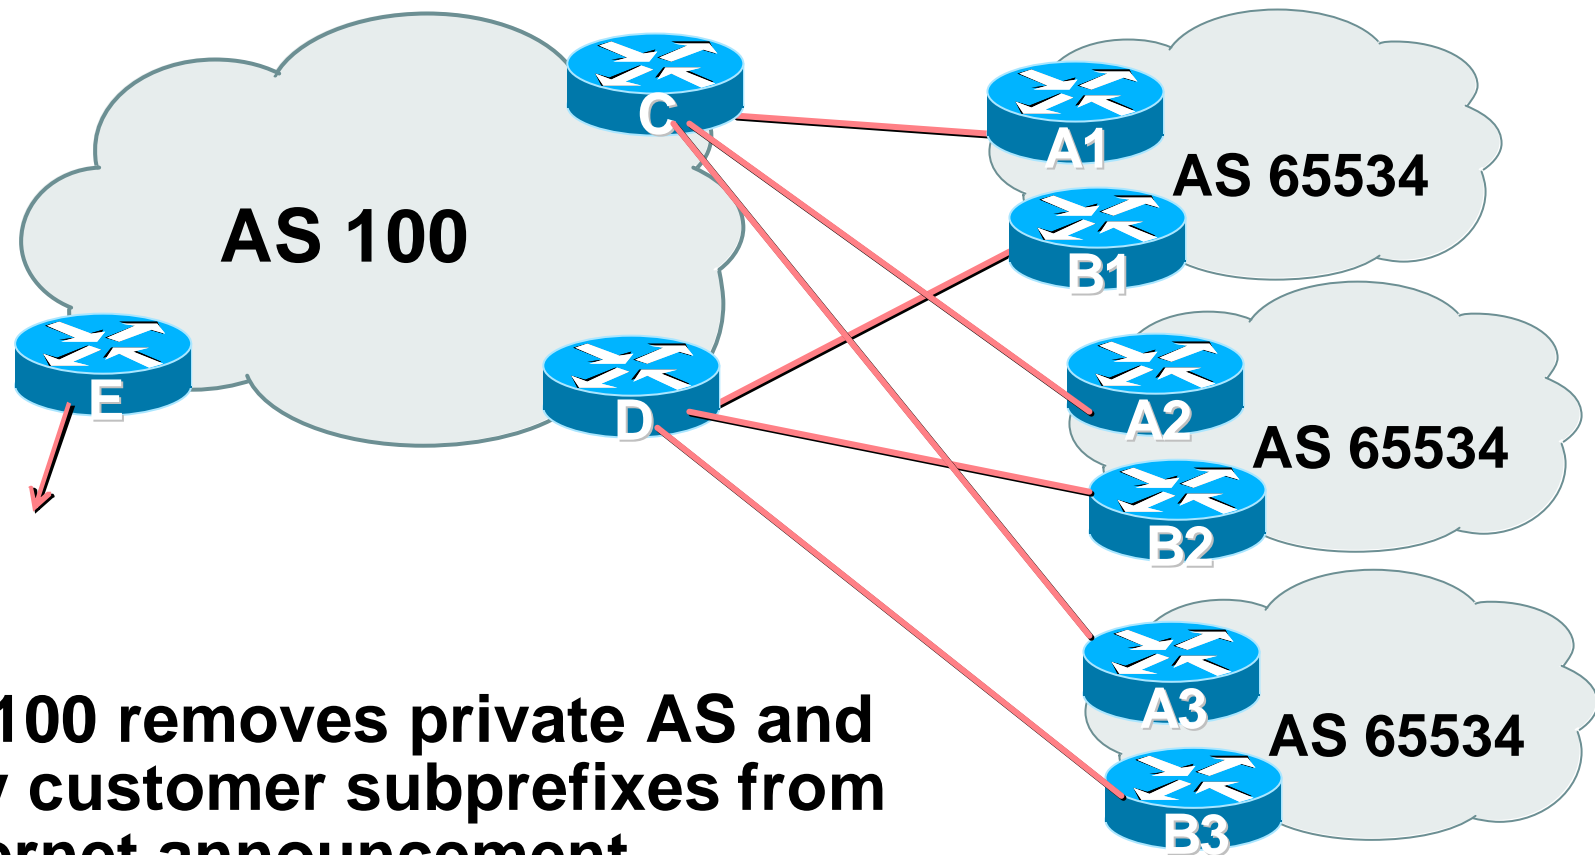 C
A1
AS 65534
AS 100
B1
E
D
A2
AS 65534
B2
A3
AS 65534
B3
100 removes private AS and
customer subprefixes from
announcement